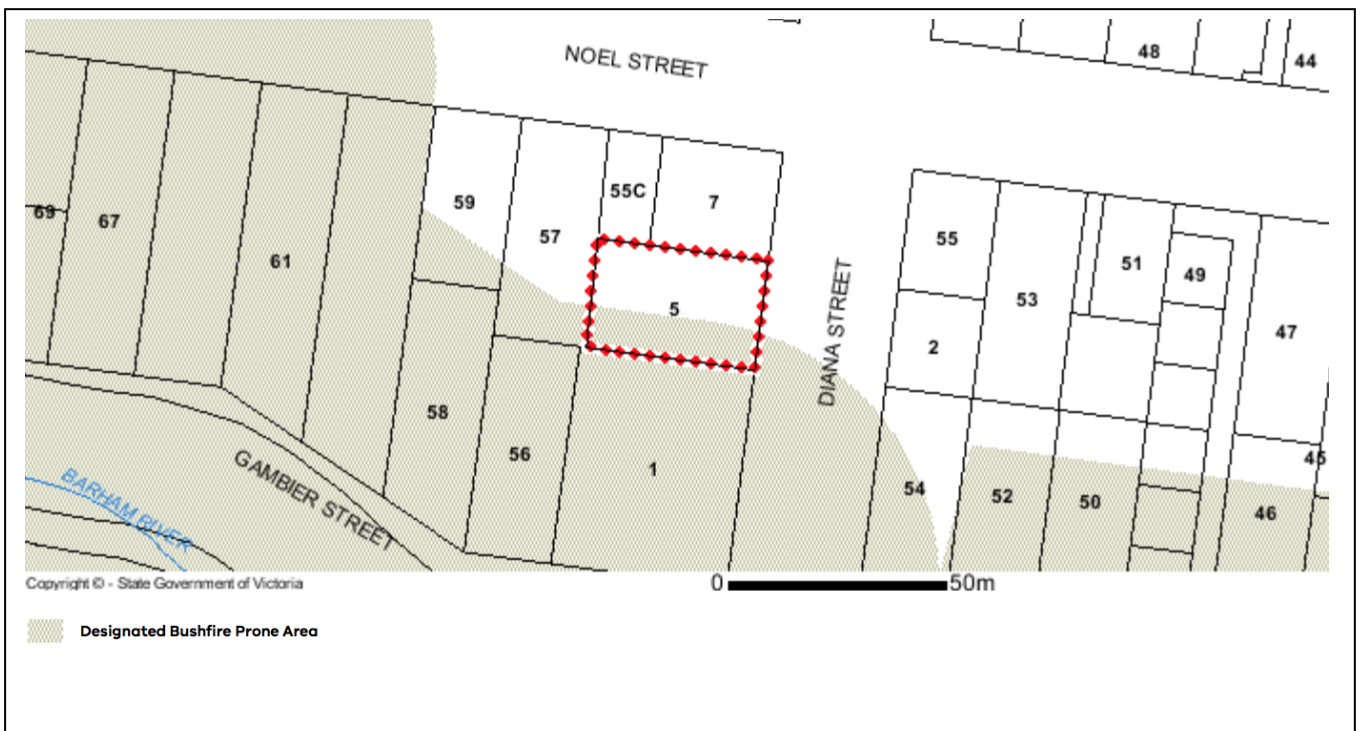 NOEL STREET
48
44
59
55C
7
69
67
57
55
51
49
61
5
53
47
DIANA STREET
2
58
56
1
GAMBIER STREET
BARHAM RIVER
54
52
50
45
46
Copyright © - State Government of Victoria
0 50m
Designated Bushfire Prone Area